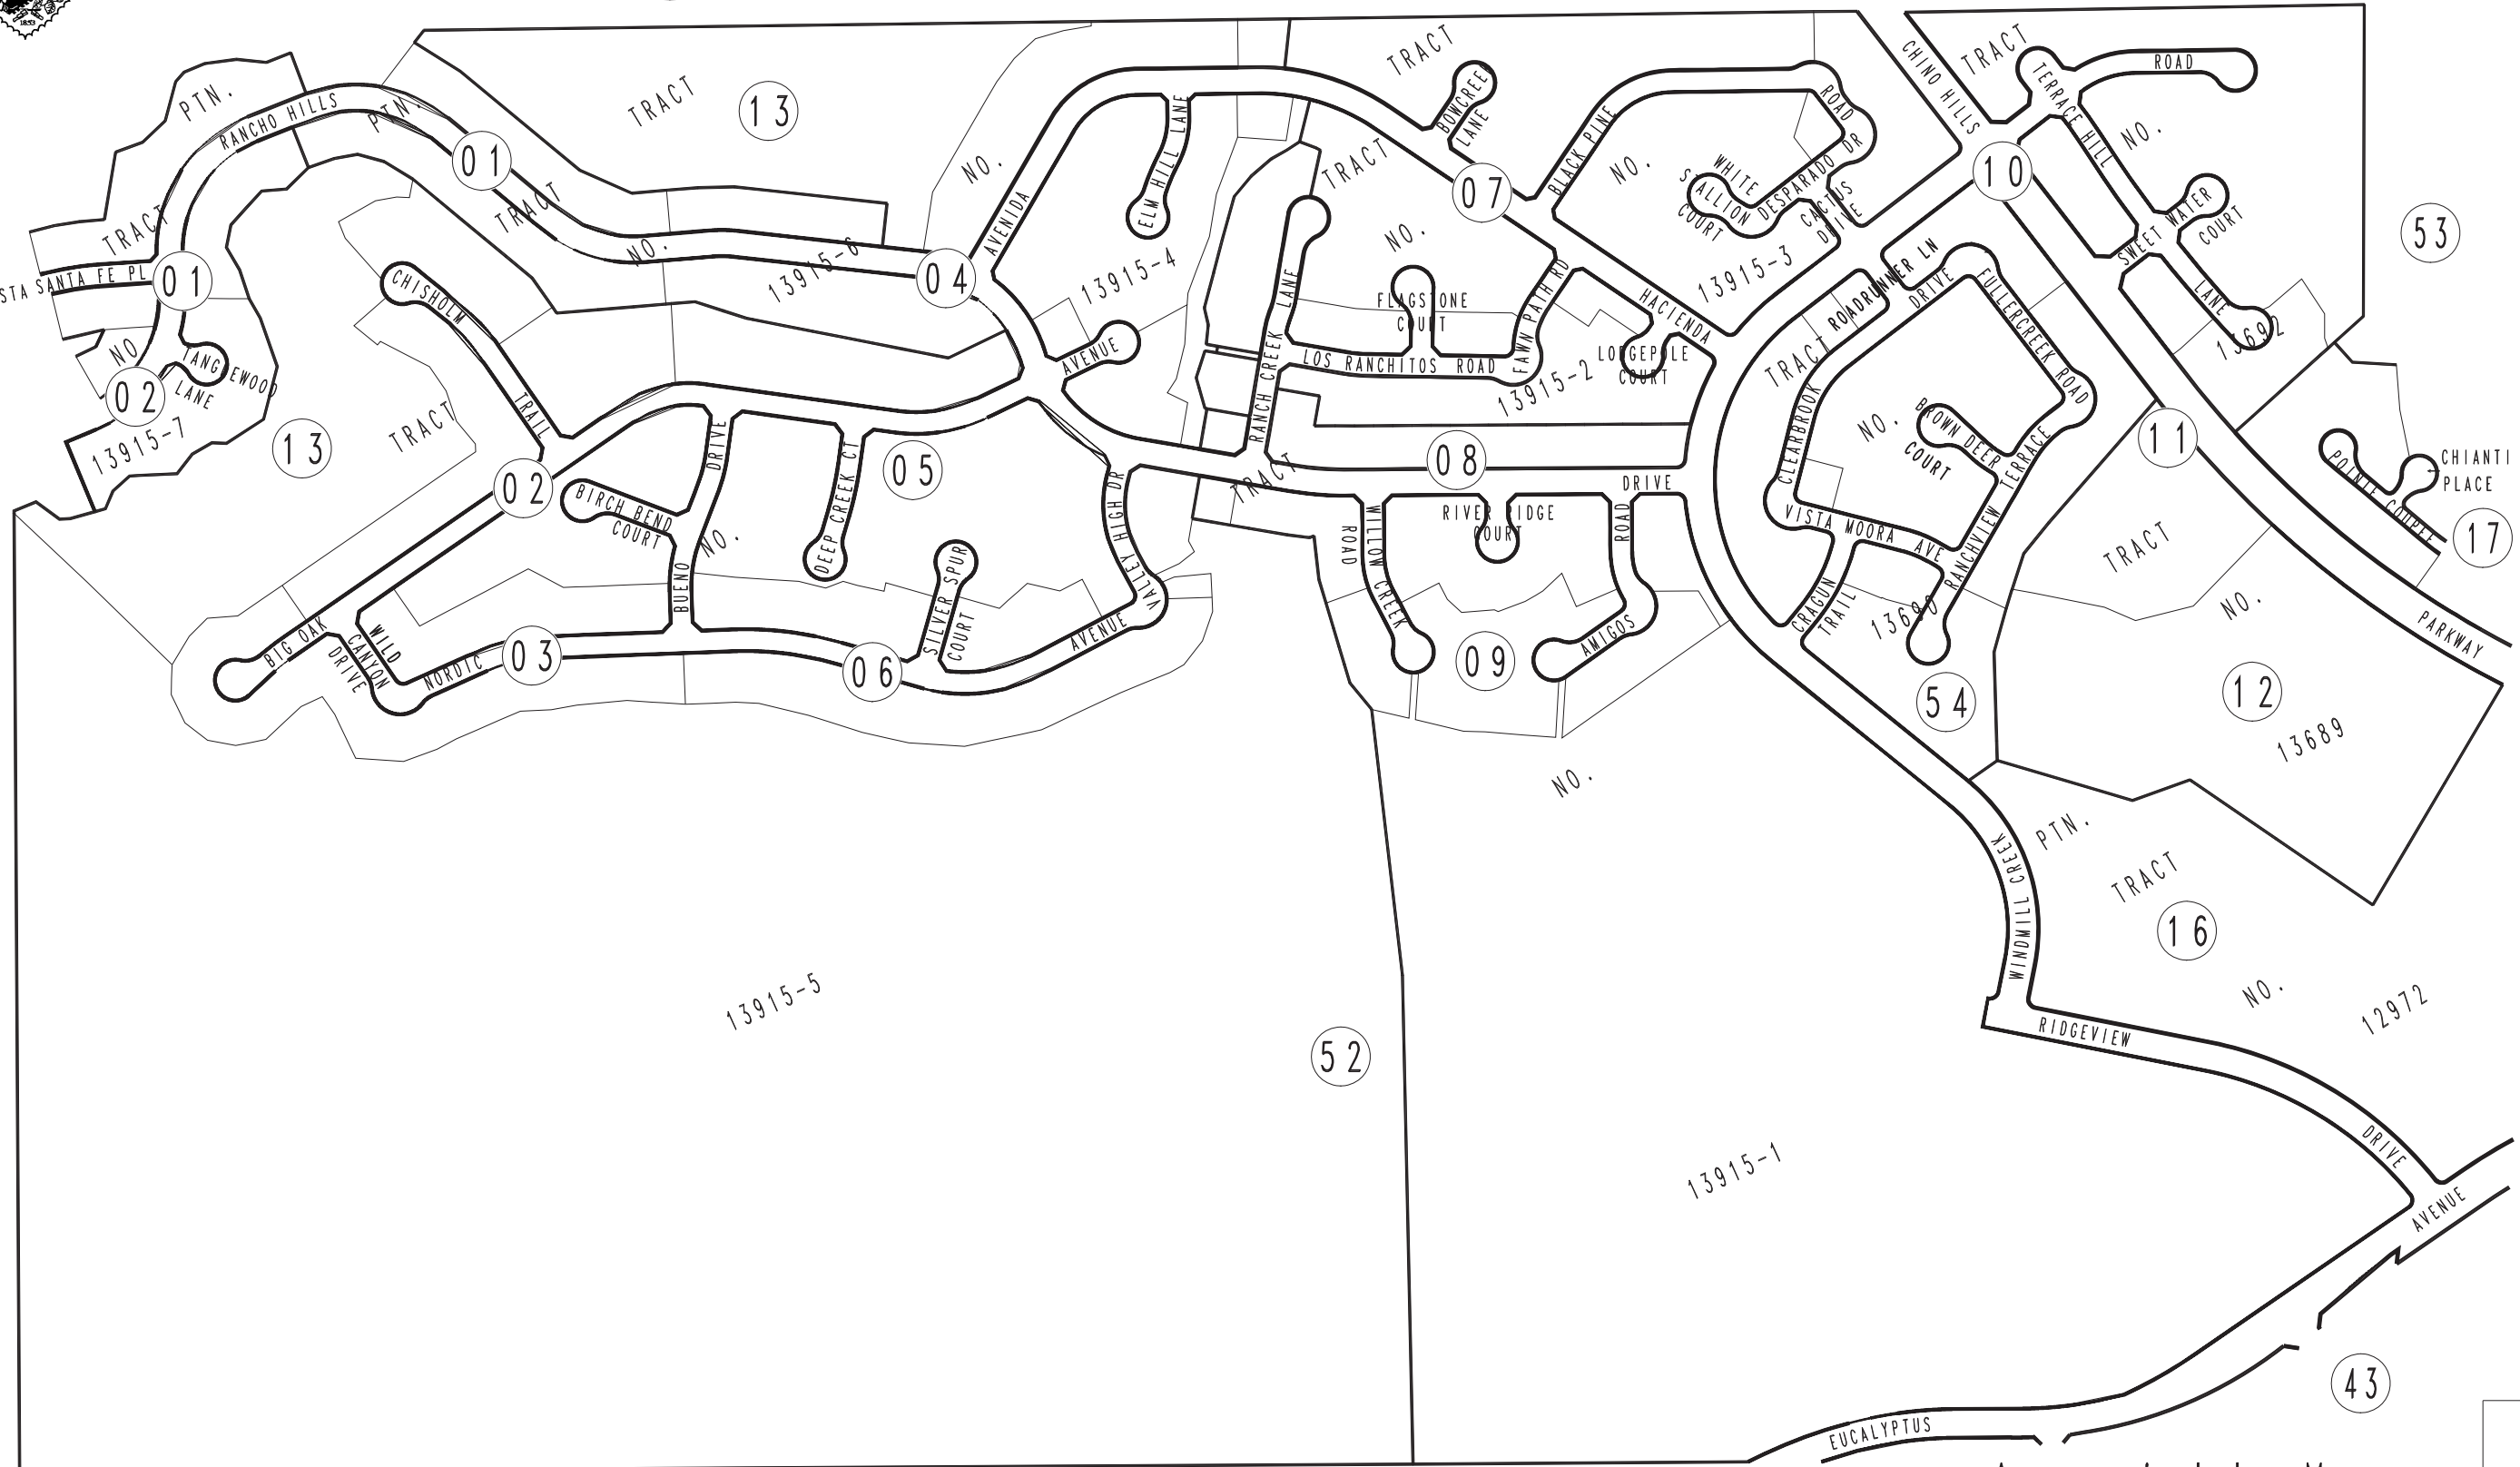 1853
PTN.
RANCHO HILLS
PTN.
01
TRACT
13
NO.
TRACT
TRACT
NO.
13915-6
04
01
STA SANTA FE PL
NO
02
TANGLEWOOD
LANE
13915-7
13
TRACT
CHISHOLM
TRAIL
02
BIG OAK
DRIVE
WILD
CANYON
NORDIC
03
BIRCH BEND
COURT
BUENO
DRIVE
NO.
DEEP CREEK CT
05
06
SILVER SPUR
COURT
AVENUE
VALLEY HIGH DR
AVENIDA
AVENUE
ELM HILL LANE
13915-4
TRACT
BOWCREEK
LANE
07
TRACT
NO.
RANCH CREEK LANE
FLAGSTONE
COURT
LOS RANCHITOS ROAD
FAWN PATH RD
13915-2
LODGEPOLE
COURT
HACIENDA
DRIVE
08
TRACT
BLACK PINE
ROAD
NO.
WHITE
STALLION
COURT
DESPARADO DR
CACTUS
DRIVE
13915-3
CHINO HILLS
PARKWAY
TRACT
NO.
13692
TERRACE HILL
ROAD
10
SWEET WATER
COURT
LANE
53
ROADRUNNER LN
DRIVE
FULLERCREEK ROAD
TRACT
NO.
13690
CLEARBROOK
BROWN DEER
COURT
RANCHVIEW TERRACE
VISTA MOORA AVE
CRAGUN
TRAIL
54
11
POINTE COUPEE
CHIANTI
PLACE
17
TRACT
NO.
13689
12
WILLOW CREEK
ROAD
RIVER RIDGE
COURT
AMIGOS
ROAD
09
NO.
13915-5
52
13915-1
WINDMILL CREEK
PTN.
TRACT
NO.
12972
16
RIDGEVIEW
DRIVE
EUCALYPTUS
AVENUE
43